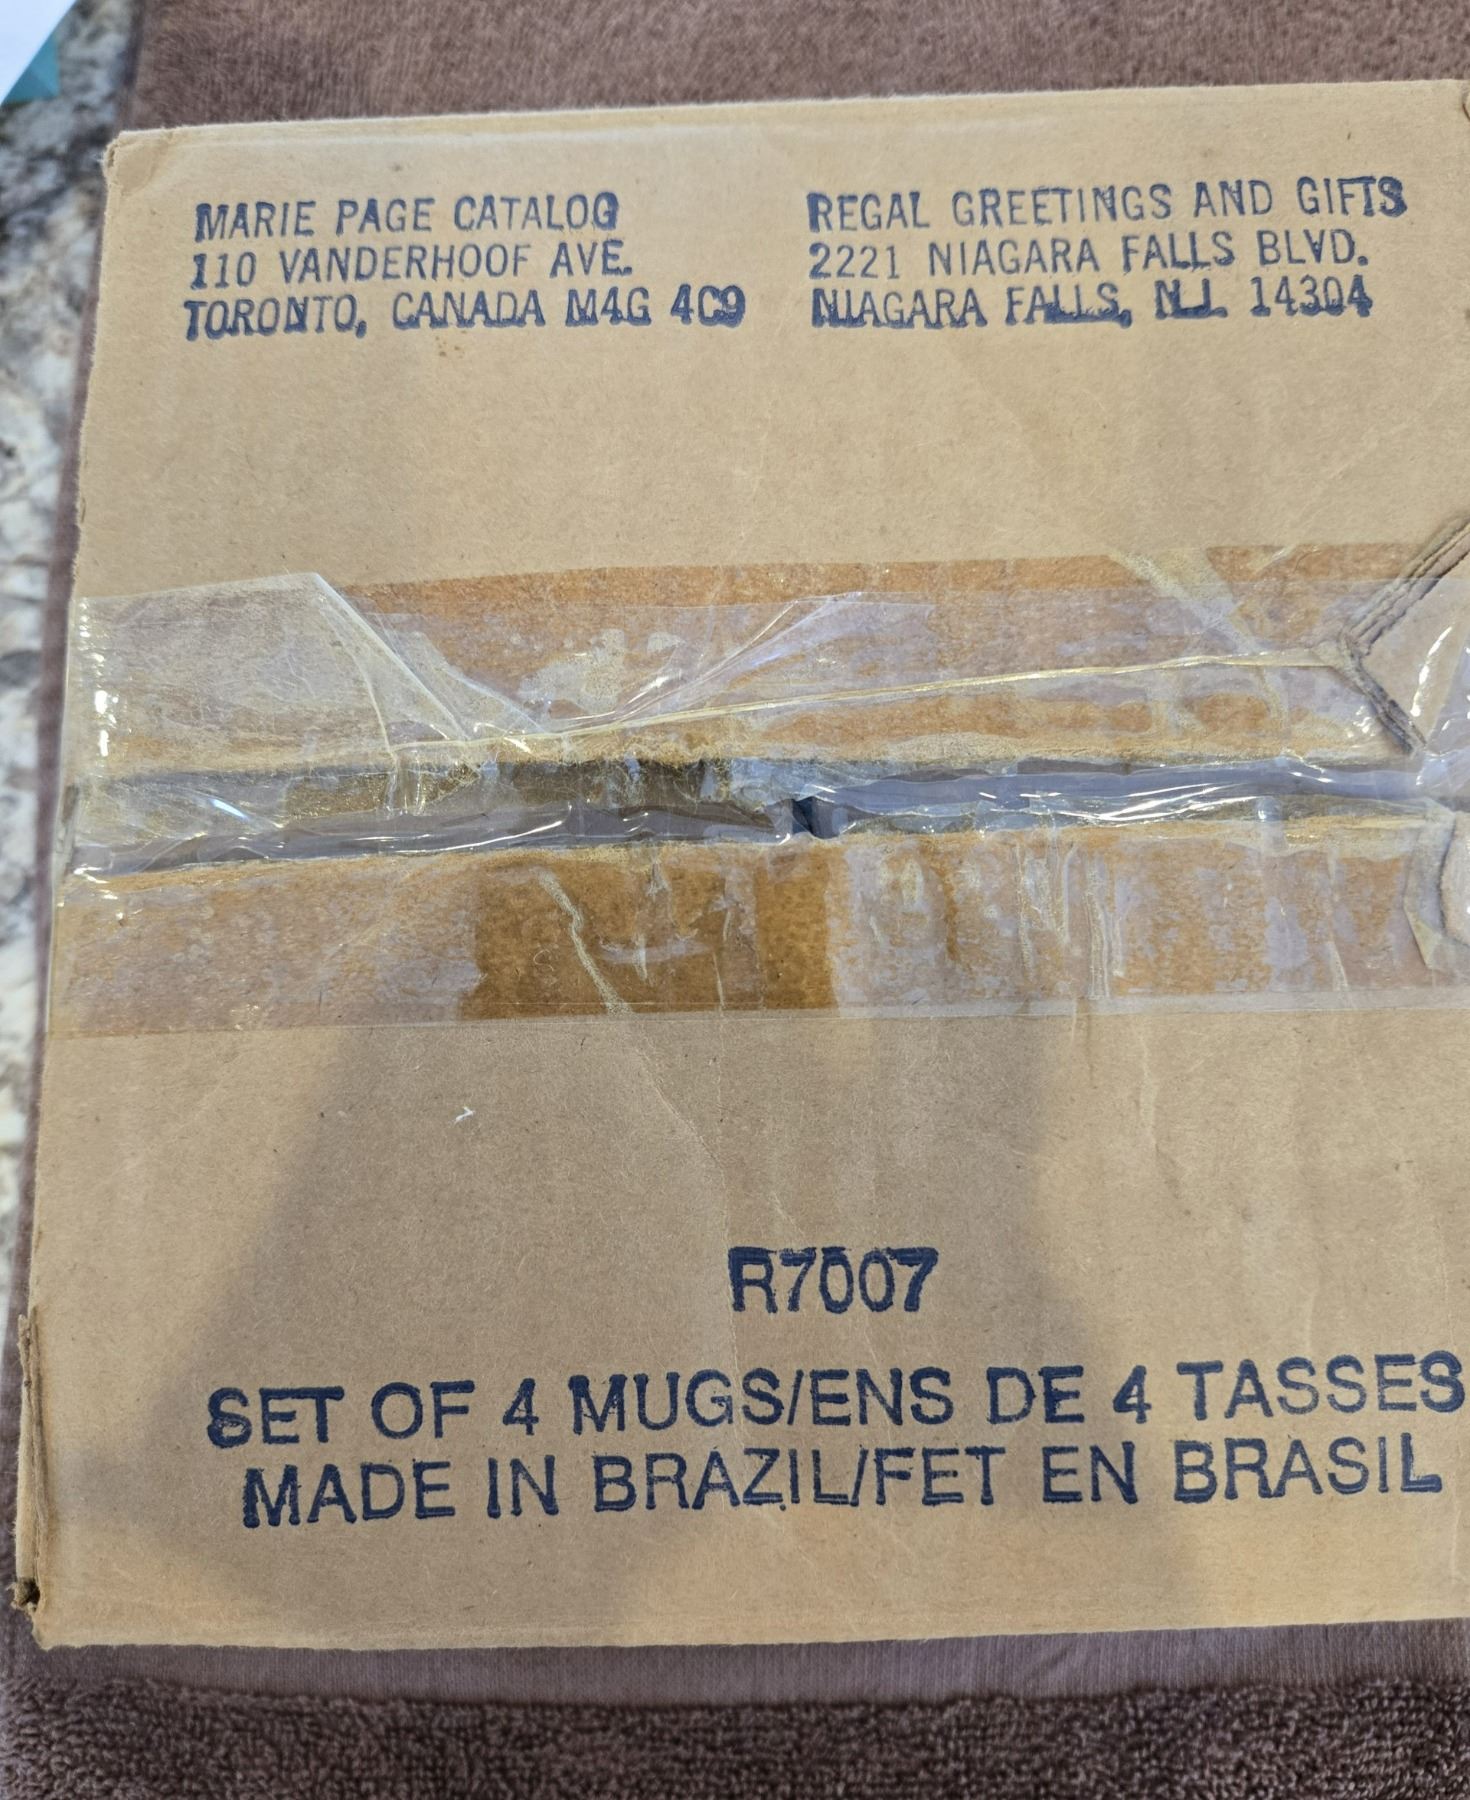 MARIE PAGE CATALOG
110 VANDERHOOF AVE.
TORONTO, CANADA M4G 4C9
REGAL GREETINGS AND GIFTS
2221 NIAGARA FALLS BLVD.
NIAGARA FALLS, 14304
R7007
SET OF 4 MUGS/ENS DE 4 TASSES
MADE IN BRAZIL/FET EN BRASIL